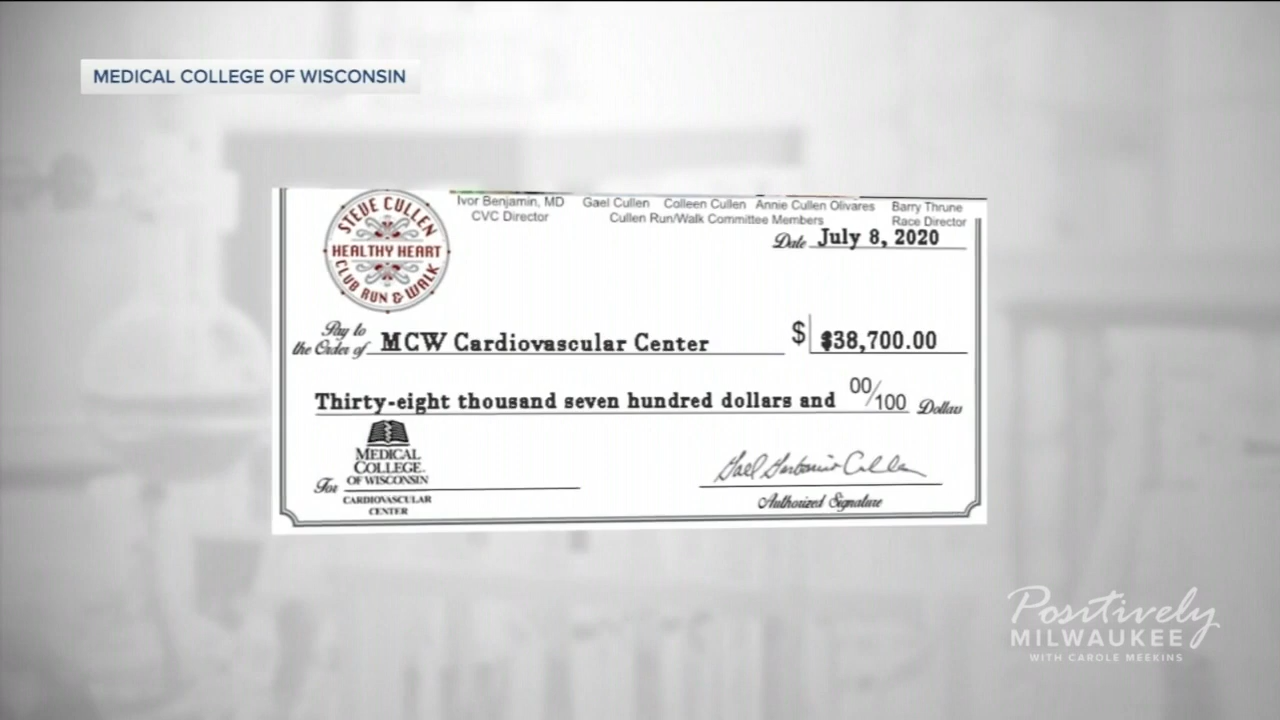 MEDICAL COLLEGE OF WISCONSIN
Ivor Benjamin, MD Gael Cullen Colleen Cullen Annie Cullen Olivares Barry Thrune
CVC Director Cullen Run/Walk Committee Members Race Director
STEVE CULLEN
HEALTHY HEART
CLUB RUN & WALK
Date July 8, 2020
Pay to
the Order of MCW Cardiovascular Center $ $38,700.00
Thirty-eight thousand seven hundred dollars and 00/100 Dollars
MEDICAL
COLLEGE
OF WISCONSIN
For
CARDIOVASCULAR
CENTER
Gael Cullen
Authorized Signature
Positively
MILWAUKEE
WITH CAROLE MEEKINS